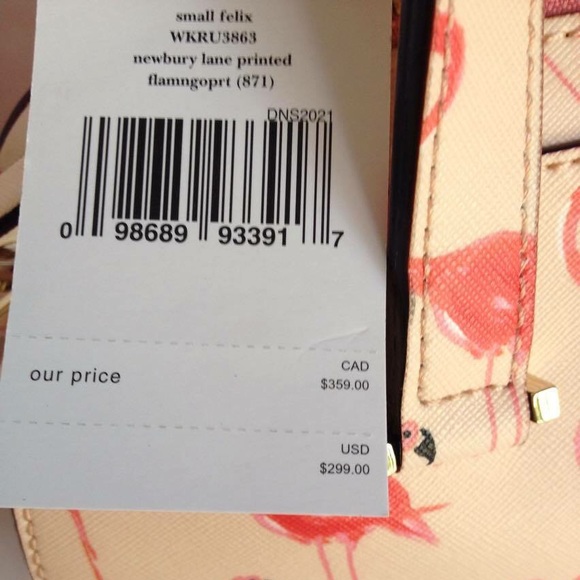 small felix
WKRU3863
newbury lane printed
flamngoprt (871)
DNS2021
0 98689 93391 7
our price
CAD
$359.00
USD
$299.00